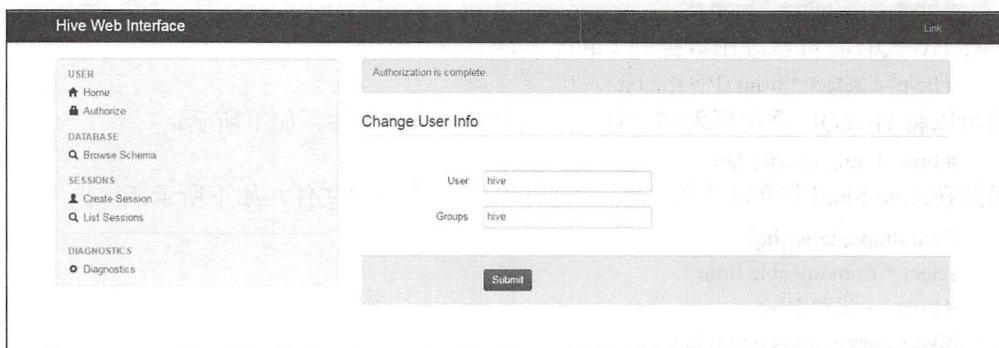 Hive Web Interface
Link
USER
Home
Authorize
DATABASE
Browse Schema
SESSIONS
Create Session
List Sessions
DIAGNOSTICS
Diagnostics
Authorization is complete.
Change User Info
User hive
Groups hive
Submit